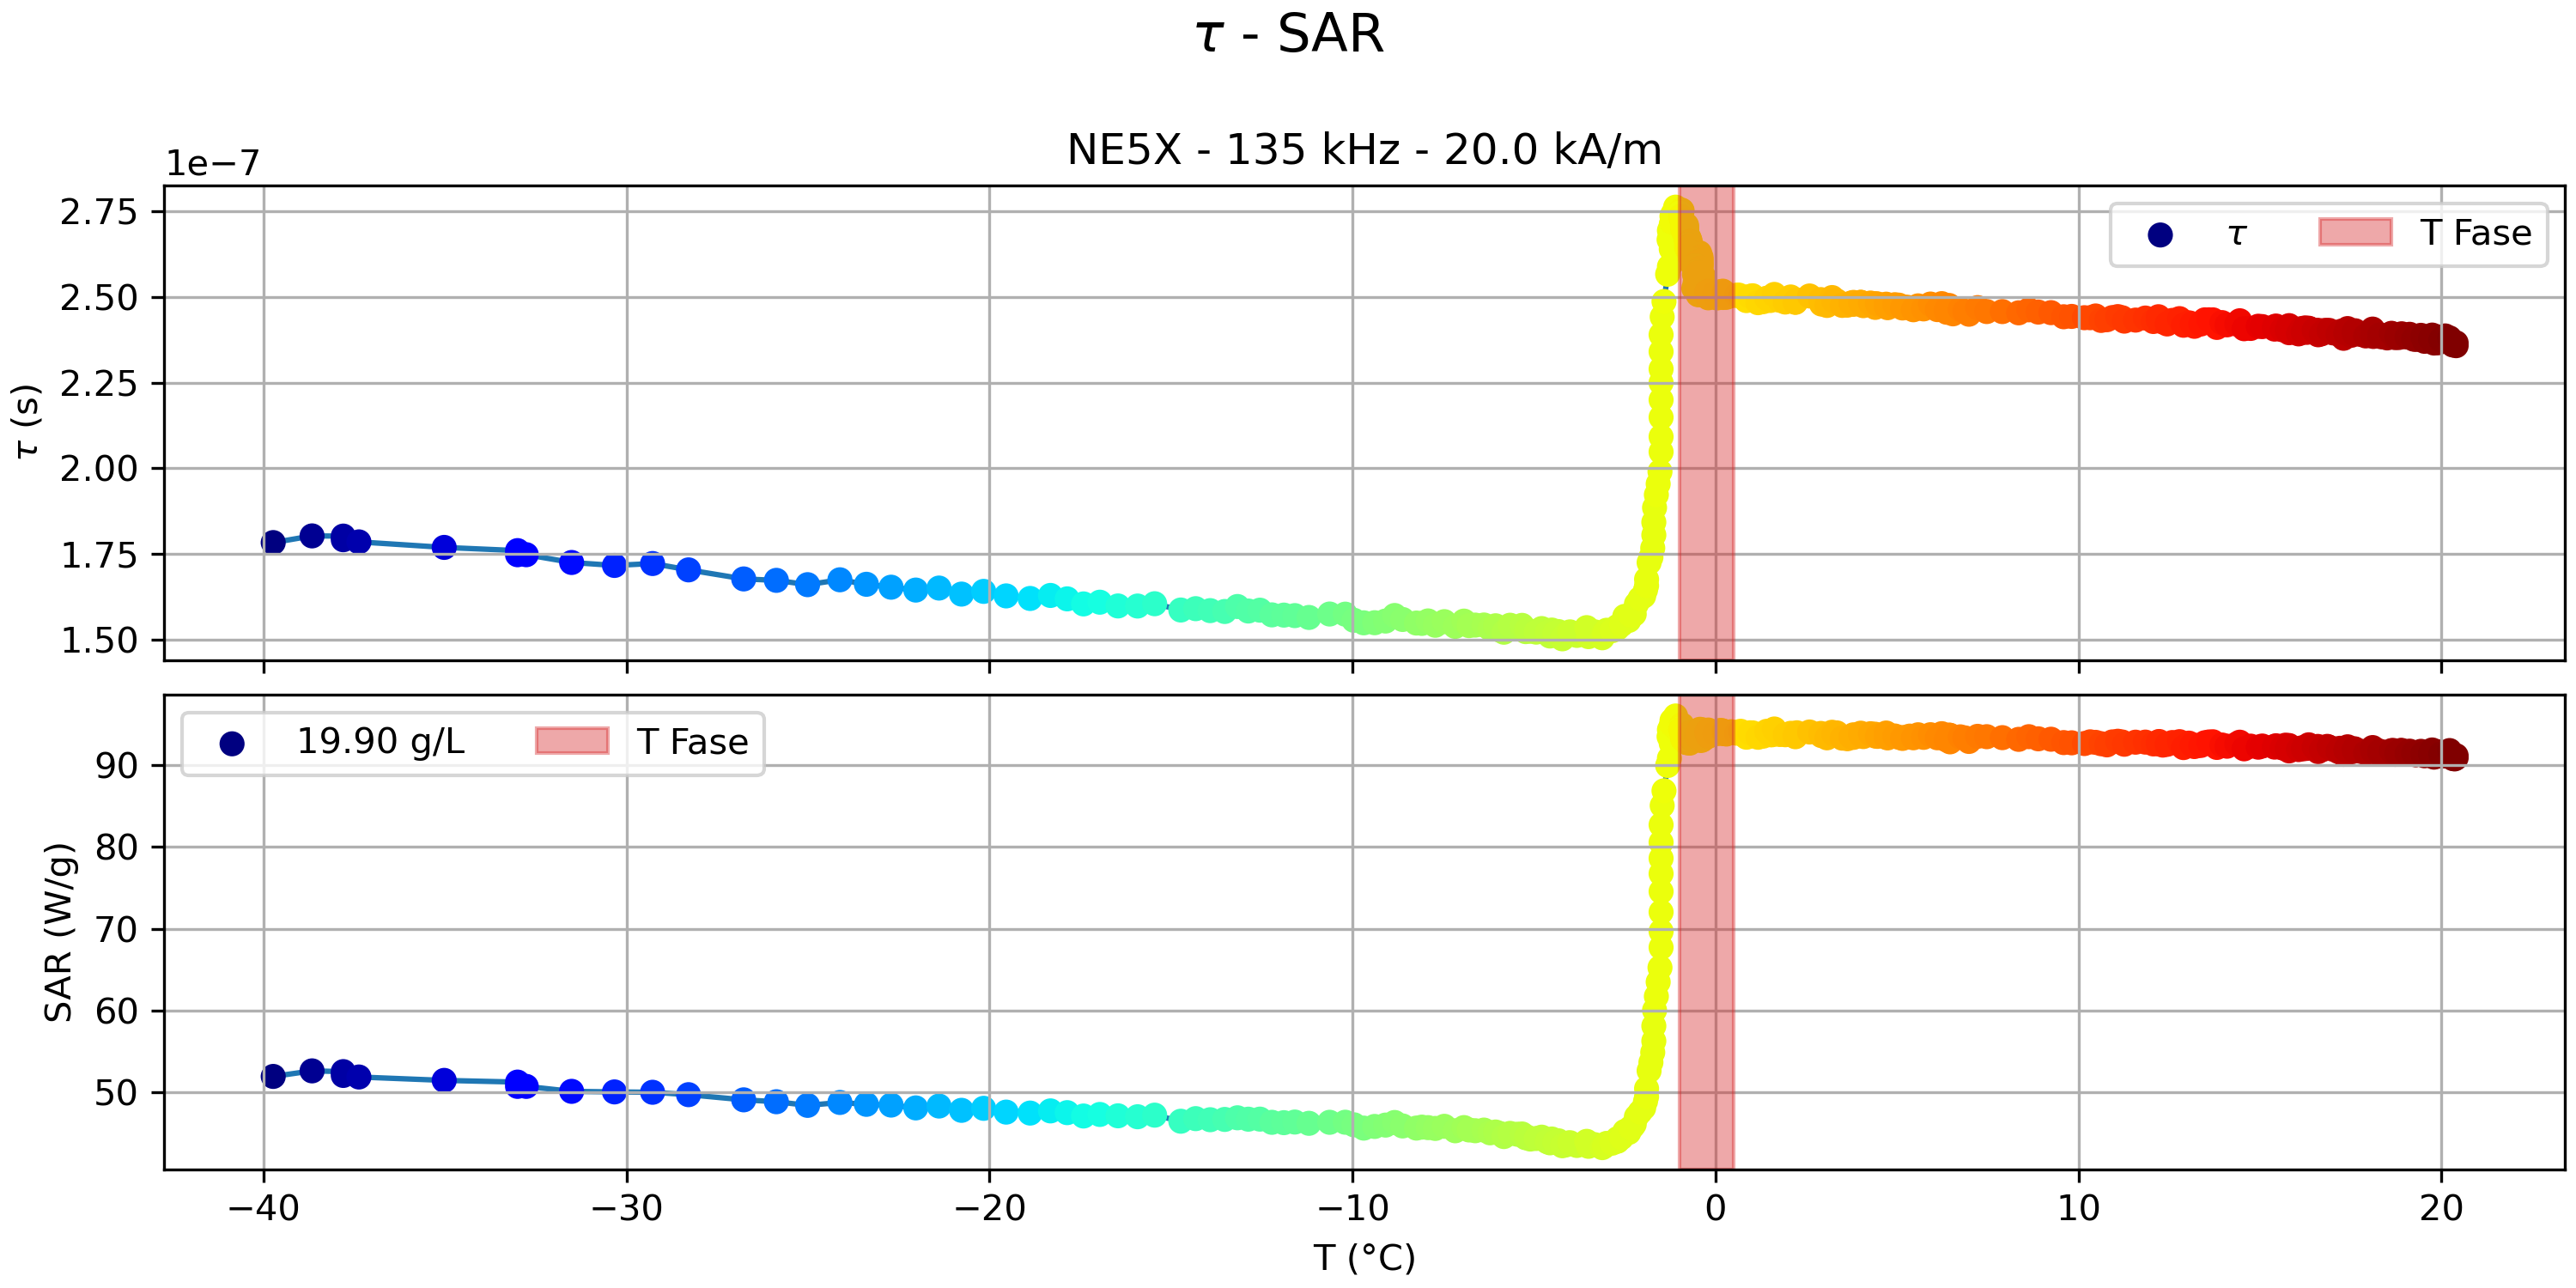 τ - SAR
NE5X - 135 kHz - 20.0 kA/m
1e−7
2.75
2.50
2.25
2.00
1.75
1.50
τ (s)
τ T Fase
90
80
70
60
50
SAR (W/g)
19.90 g/L T Fase
−40 −30 −20 −10 0 10 20
T (°C)